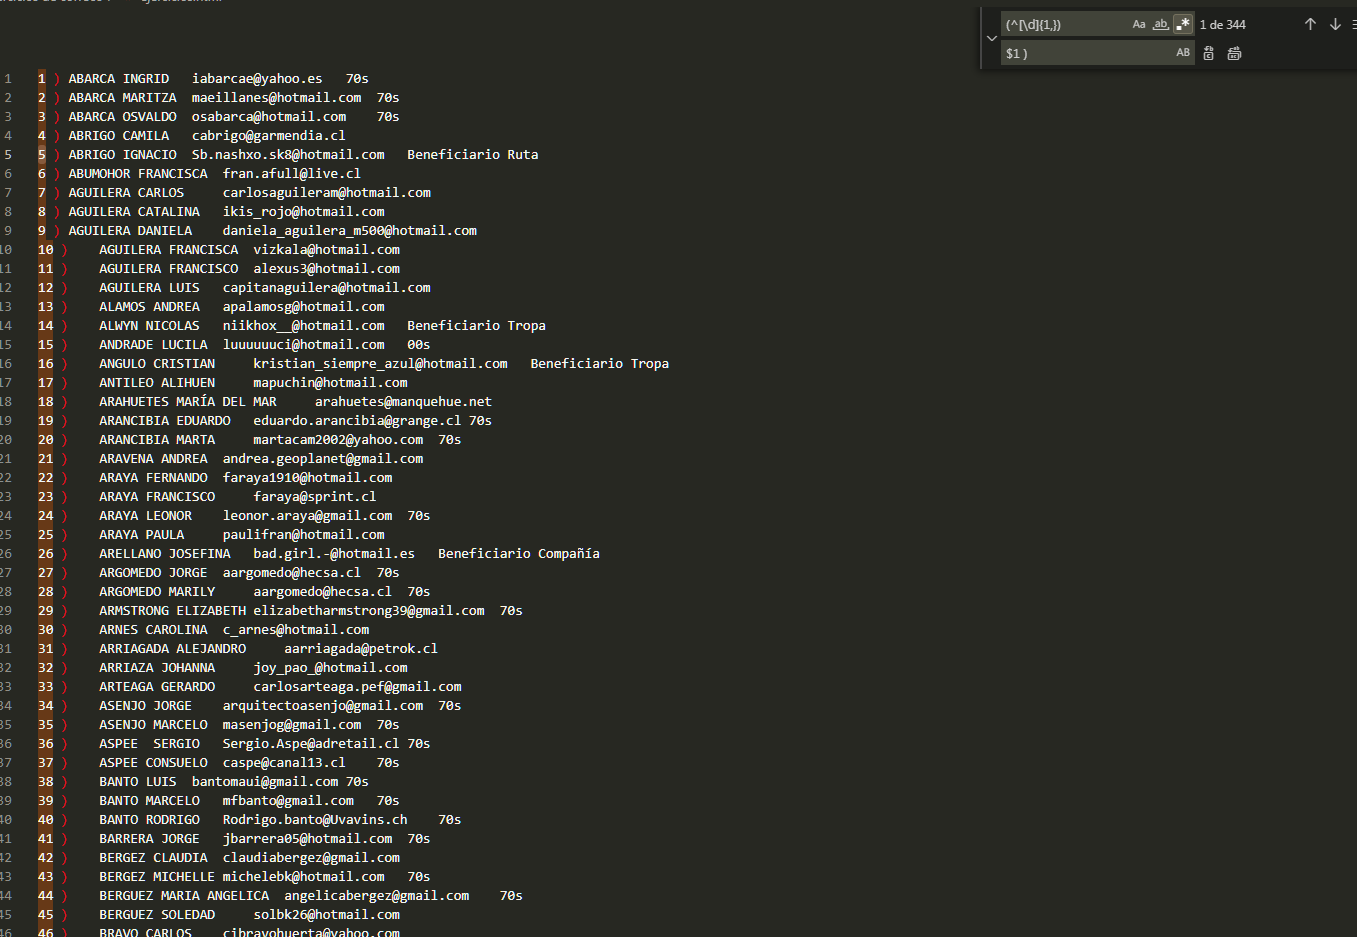 (^[\d]{1,}) Aa ab .* 1 de 344
$1 ) AB
1 1 ) ABARCA INGRID iabarcae@yahoo.es 70s
2 2 ) ABARCA MARITZA maeillanes@hotmail.com 70s
3 3 ) ABARCA OSVALDO osabarca@hotmail.com 70s
4 4 ) ABRIGO CAMILA cabrigo@garmendia.cl
5 5 ) ABRIGO IGNACIO Sb.nashxo.sk8@hotmail.com Beneficiario Ruta
6 6 ) ABUMOHOR FRANCISCA fran.afull@live.cl
7 7 ) AGUILERA CARLOS carlosaguileram@hotmail.com
8 8 ) AGUILERA CATALINA ikis_rojo@hotmail.com
9 9 ) AGUILERA DANIELA daniela_aguilera_m500@hotmail.com
10 10 ) AGUILERA FRANCISCA vizkala@hotmail.com
11 11 ) AGUILERA FRANCISCO alexus3@hotmail.com
12 12 ) AGUILERA LUIS capitanaguilera@hotmail.com
13 13 ) ALAMOS ANDREA apalamosg@hotmail.com
14 14 ) ALWYN NICOLAS niikhox__@hotmail.com Beneficiario Tropa
15 15 ) ANDRADE LUCILA luuuuuuci@hotmail.com 00s
16 16 ) ANGULO CRISTIAN kristian_siempre_azul@hotmail.com Beneficiario Tropa
17 17 ) ANTILEO ALIHUEN mapuchin@hotmail.com
18 18 ) ARAHUETES MARÍA DEL MAR arahuetes@manquehue.net
19 19 ) ARANCIBIA EDUARDO eduardo.arancibia@grange.cl 70s
20 20 ) ARANCIBIA MARTA martacam2002@yahoo.com 70s
21 21 ) ARAVENA ANDREA andrea.geoplanet@gmail.com
22 22 ) ARAYA FERNANDO faraya1910@hotmail.com
23 23 ) ARAYA FRANCISCO faraya@sprint.cl
24 24 ) ARAYA LEONOR leonor.araya@gmail.com 70s
25 25 ) ARAYA PAULA paulifran@hotmail.com
26 26 ) ARELLANO JOSEFINA bad.girl.-@hotmail.es Beneficiario Compañía
27 27 ) ARGOMEDO JORGE aargomedo@hecsa.cl 70s
28 28 ) ARGOMEDO MARILY aargomedo@hecsa.cl 70s
29 29 ) ARMSTRONG ELIZABETH elizabetharmstrong39@gmail.com 70s
30 30 ) ARNES CAROLINA c_arnes@hotmail.com
31 31 ) ARRIAGADA ALEJANDRO aarriagada@petrok.cl
32 32 ) ARRIAZA JOHANNA joy_pao_@hotmail.com
33 33 ) ARTEAGA GERARDO carlosarteaga.pef@gmail.com
34 34 ) ASENJO JORGE arquitectoasenjo@gmail.com 70s
35 35 ) ASENJO MARCELO masenjog@gmail.com 70s
36 36 ) ASPEE SERGIO Sergio.Aspe@adretail.cl 70s
37 37 ) ASPEE CONSUELO caspe@canal13.cl 70s
38 38 ) BANTO LUIS bantomaui@gmail.com 70s
39 39 ) BANTO MARCELO mfbanto@gmail.com 70s
40 40 ) BANTO RODRIGO Rodrigo.banto@Uvavins.ch 70s
41 41 ) BARRERA JORGE jbarrera05@hotmail.com 70s
42 42 ) BERGEZ CLAUDIA claudiabergez@gmail.com
43 43 ) BERGEZ MICHELLE michelebk@hotmail.com 70s
44 44 ) BERGUEZ MARIA ANGELICA angelicabergez@gmail.com 70s
45 45 ) BERGUEZ SOLEDAD solbk26@hotmail.com
46 46 ) BRAVO CARLOS cjbravohuerta@yahoo.com